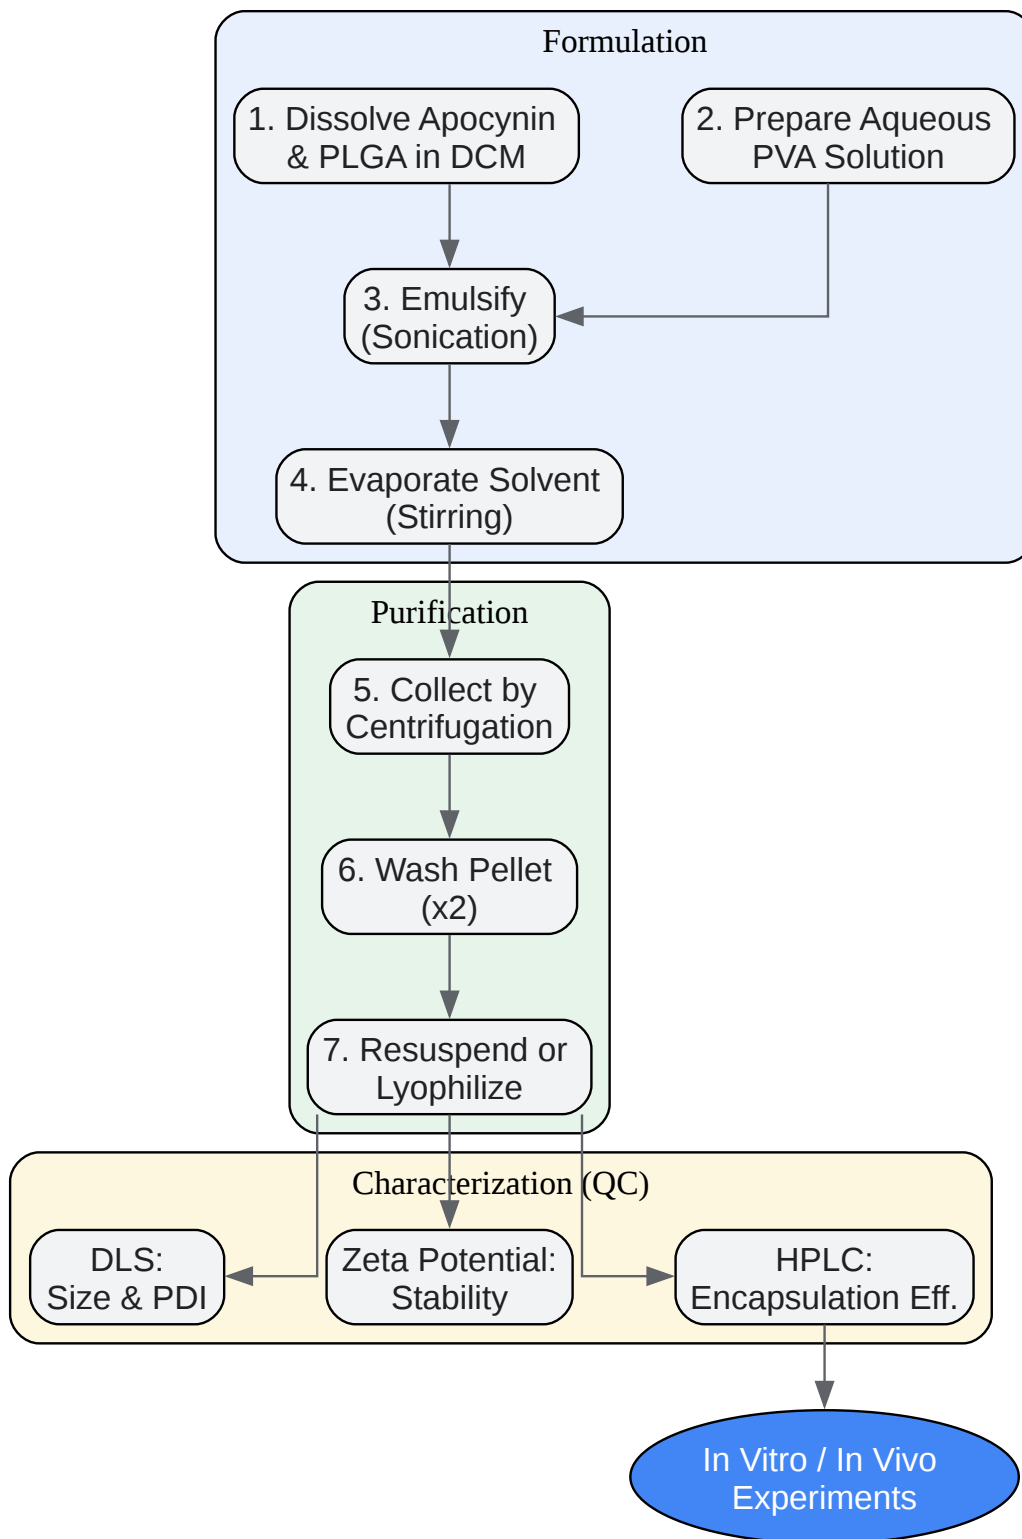 Formulation
1. Dissolve Apocynin
& PLGA in DCM
2. Prepare Aqueous
PVA Solution
3. Emulsify
(Sonication)
4. Evaporate Solvent
(Stirring)
Purification
5. Collect by
Centrifugation
6. Wash Pellet
(x2)
7. Resuspend or
Lyophilize
Characterization (QC)
DLS:
Size & PDI
Zeta Potential:
Stability
HPLC:
Encapsulation Eff.
In Vitro / In Vivo
Experiments